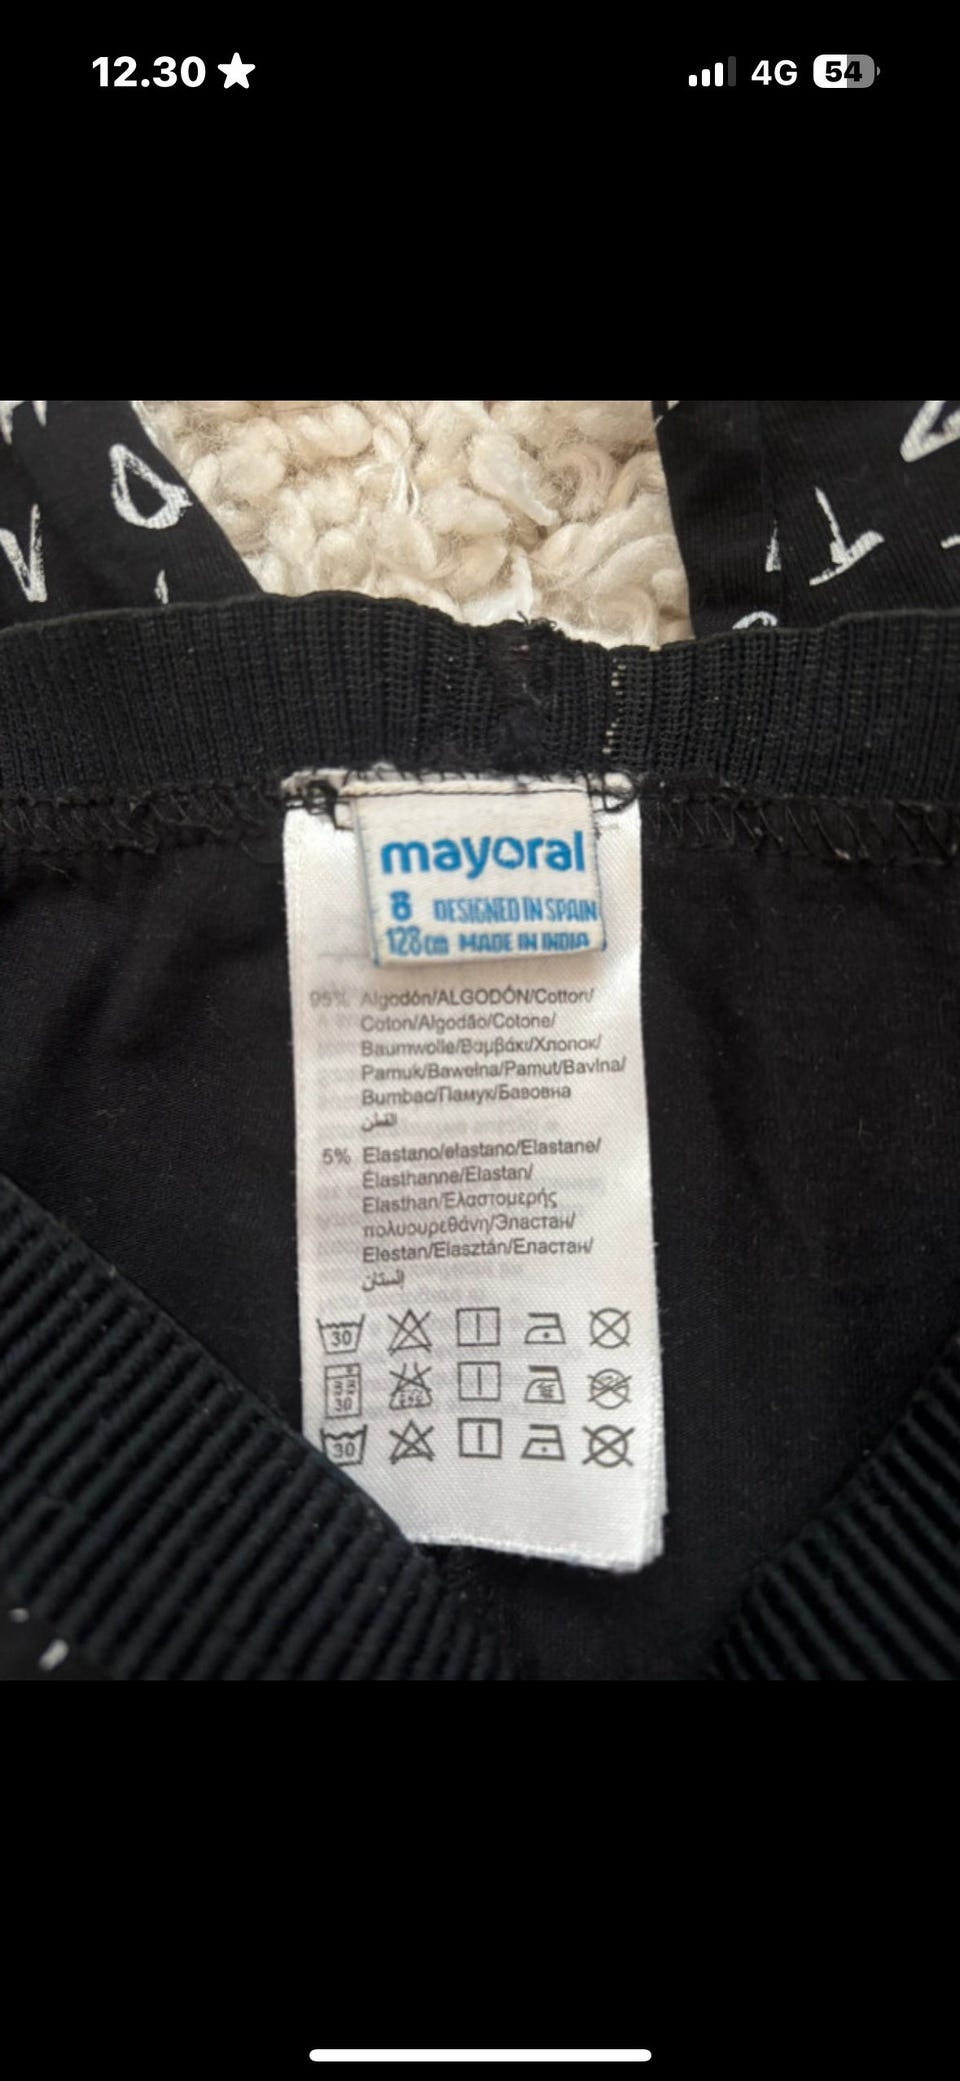 12.30
4G
54
mayoral
8 DESIGNED IN SPAIN
128cm MADE IN INDIA
95% Algodón/ALGODÓN/Cotton/
Coton/Algodão/Cotone/
Baumwolle/Βαμβάκι/Хлопок/
Pamuk/Bawełna/Pamut/Bavlna/
Bumbac/Памук/Бавовна
القطن
5% Elastano/elastano/Elastane/
Élasthanne/Elastan/
Elasthan/Ελαστομερής
πολυουρεθάνη/Эластан/
Elestan/Elasztán/Еластан/
إلستان
30
30
30